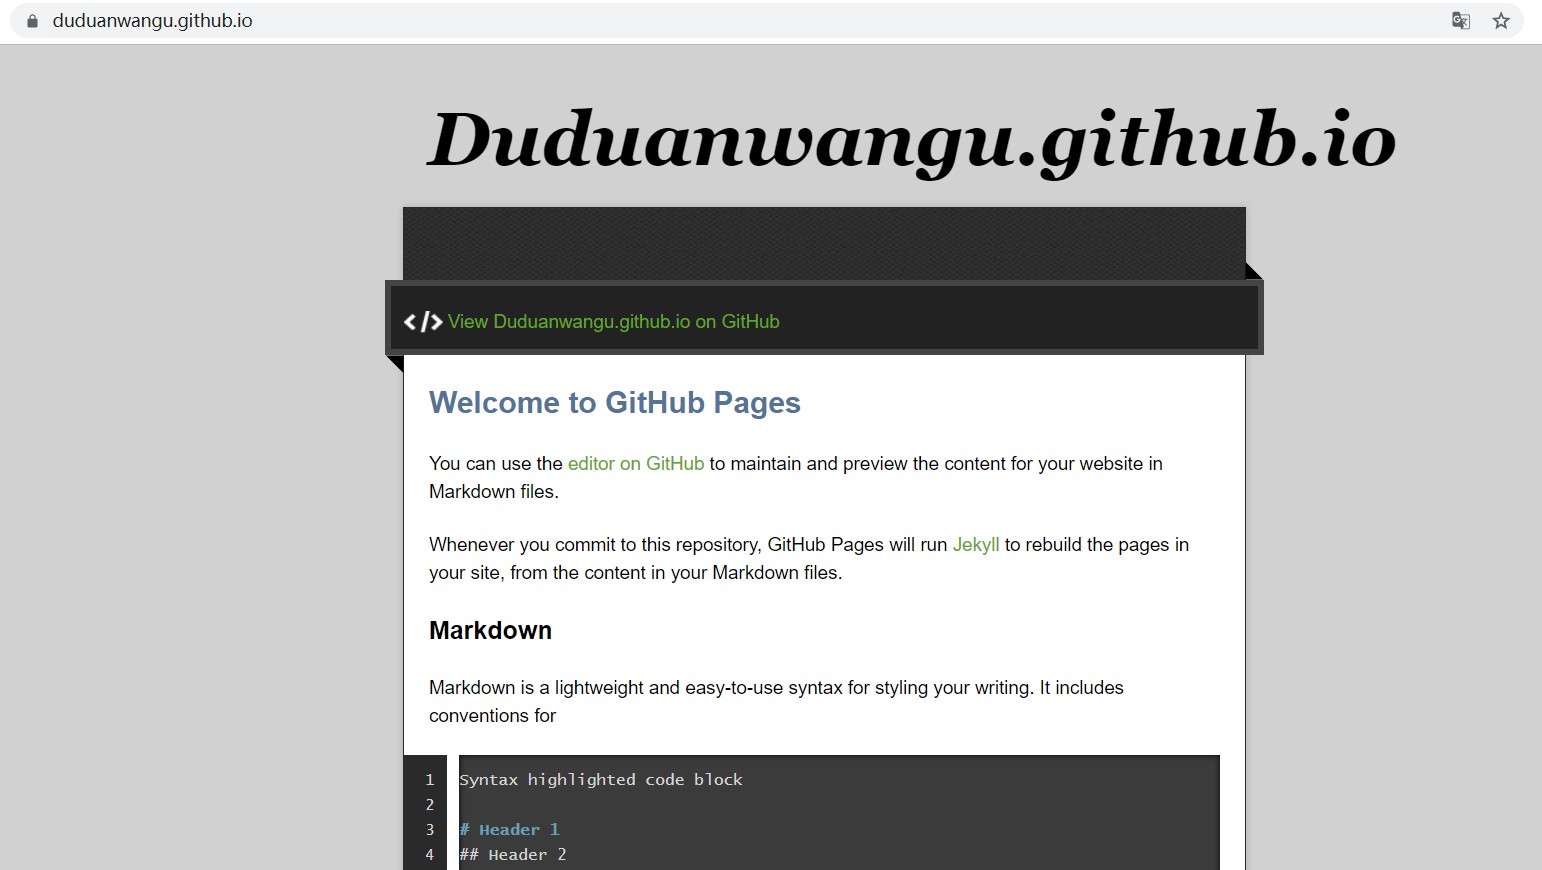 duduanwangu.github.io
Duduanwangu.github.io
</> View Duduanwangu.github.io on GitHub
Welcome to GitHub Pages
You can use the editor on GitHub to maintain and preview the content for your website in
Markdown files.
Whenever you commit to this repository, GitHub Pages will run Jekyll to rebuild the pages in
your site, from the content in your Markdown files.
Markdown
Markdown is a lightweight and easy-to-use syntax for styling your writing. It includes
conventions for
1 Syntax highlighted code block
2
3 # Header 1
4 ## Header 2